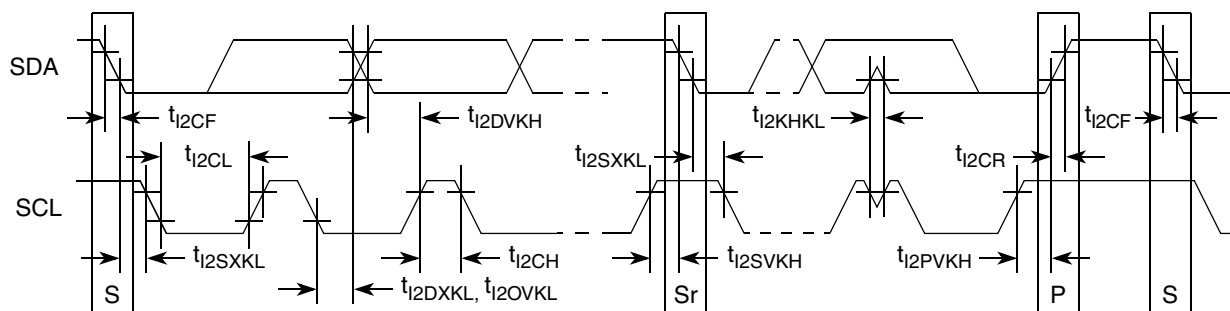 SDA
tI2CF
tI2DVKH
tI2KHKL
tI2CF
tI2CL
tI2SXKL
tI2CR
SCL
tI2SXKL
tI2CH
tI2SVKH
tI2PVKH
tI2DXKL, tI2OVKL
S
Sr
P
S